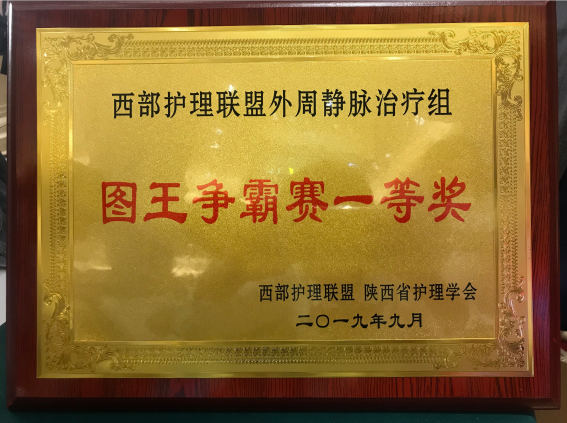 西部护理联盟外周静脉治疗组
图王争霸赛一等奖
西部护理联盟 陕西省护理学会
二〇一九年九月